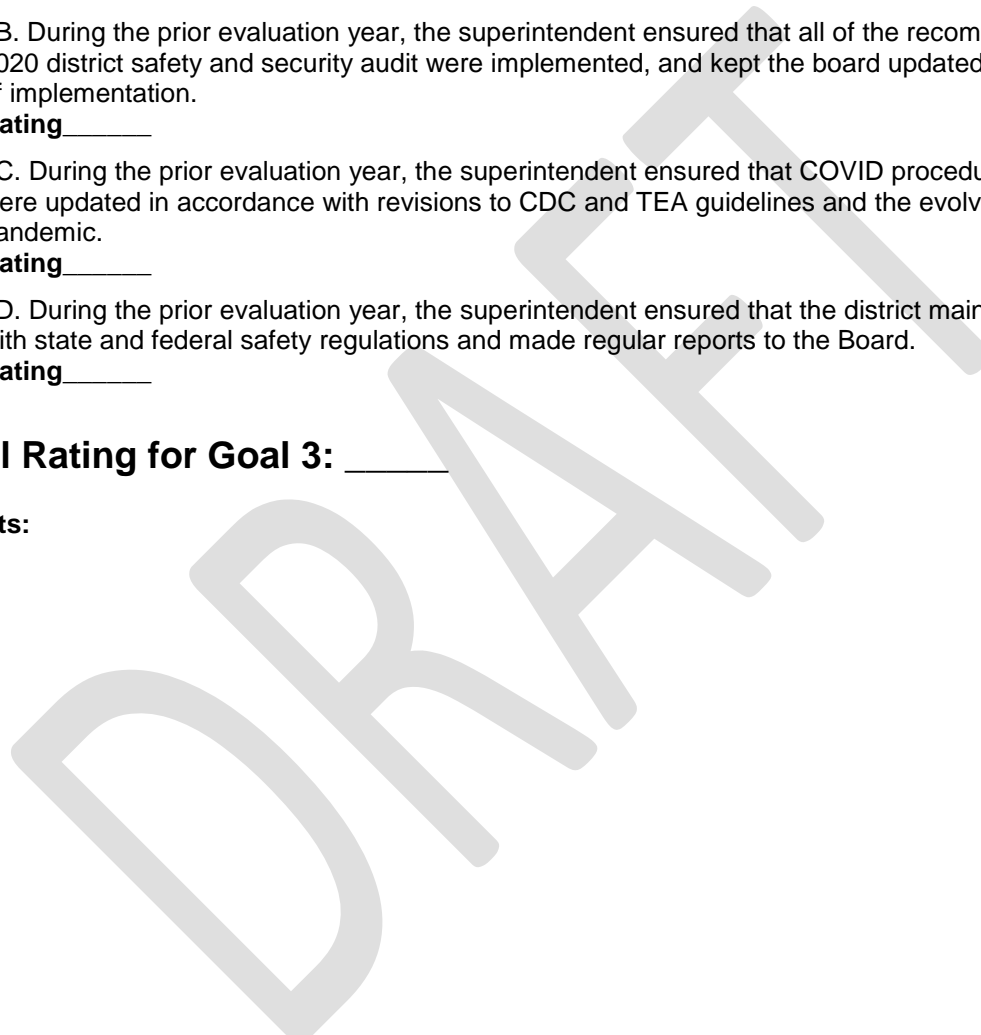 B. During the prior evaluation year, the superintendent ensured that all of the recom
020 district safety and security audit were implemented, and kept the board updated
f implementation.
ating______
C. During the prior evaluation year, the superintendent ensured that COVID procedu
ere updated in accordance with revisions to CDC and TEA guidelines and the evolv
andemic.
ating______
D. During the prior evaluation year, the superintendent ensured that the district main
ith state and federal safety regulations and made regular reports to the Board.
ating______
l Rating for Goal 3: _____
ts:
DRAFT